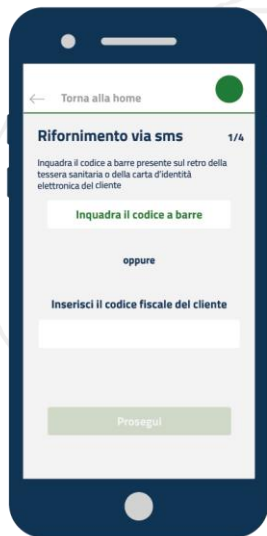 ← Torna alla home
Rifornimento via sms 1/4
Inquadra il codice a barre presente sul retro della
tessera sanitaria o della carta d'identità
elettronica del cliente
Inquadra il codice a barre
oppure
Inserisci il codice fiscale del cliente
Prosegui